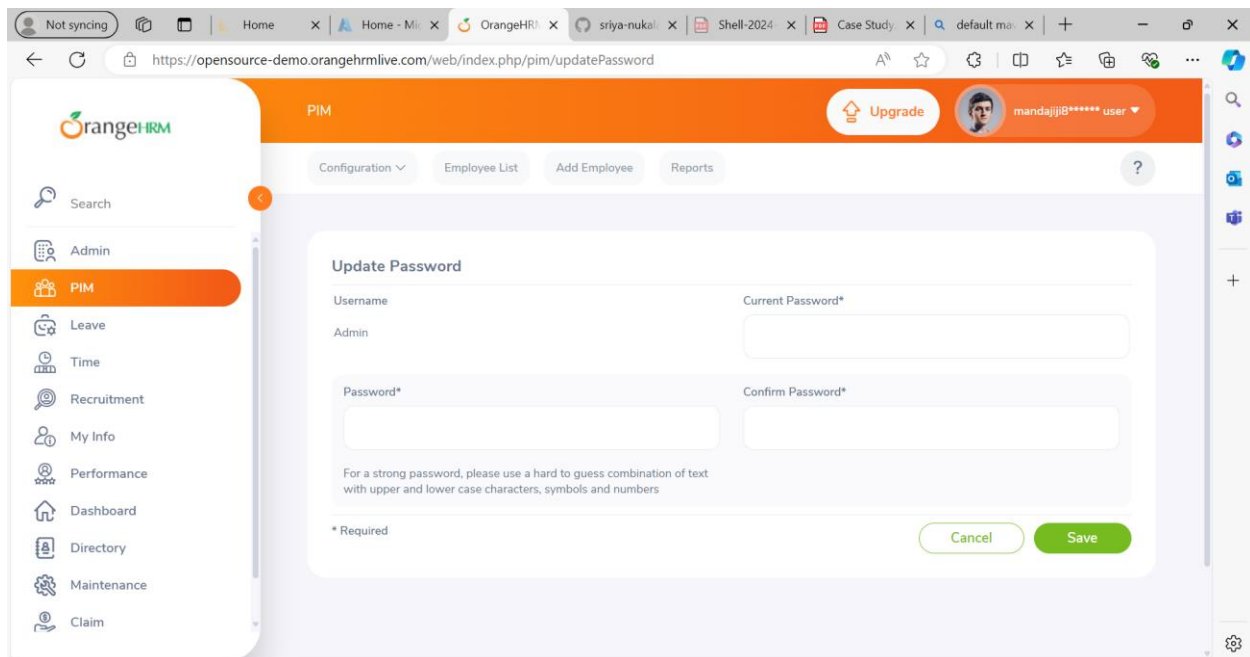 Not syncing
Home
Home - Mic
OrangeHRM
sriya-nukal
Shell-2024-
Case Study
default mav
https://opensource-demo.orangehrmlive.com/web/index.php/pim/updatePassword
OrangeHRM
PIM
Upgrade
mandajijiB****** user
Configuration
Employee List
Add Employee
Reports
?
Search
Admin
PIM
Leave
Time
Recruitment
My Info
Performance
Dashboard
Directory
Maintenance
Claim
Update Password
Username
Current Password*
Admin
Password*
Confirm Password*
For a strong password, please use a hard to guess combination of text
with upper and lower case characters, symbols and numbers
* Required
Cancel
Save